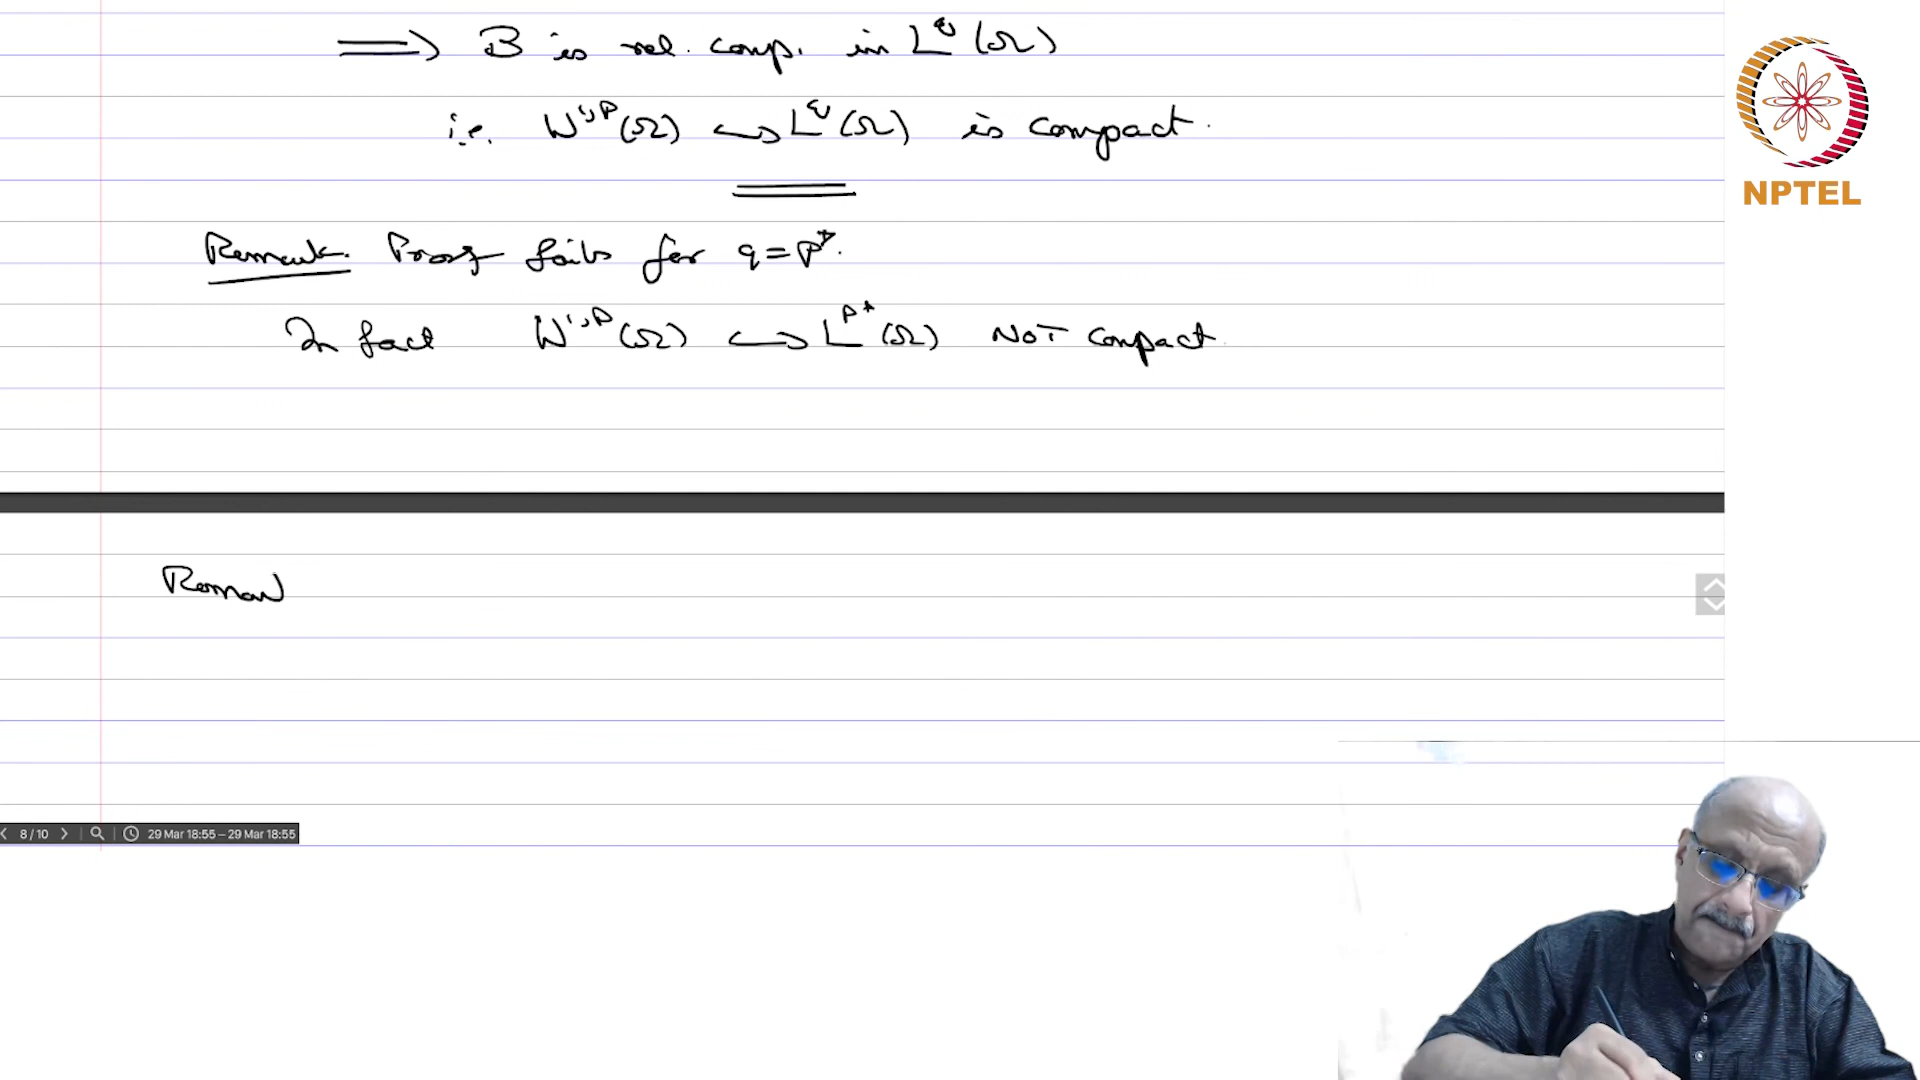 ⟹ B is rel. comp. in L^q(Ω)
i.e. W^{1,p}(Ω) ↪ L^q(Ω) is compact.
Remark. Proof fails for q = p*.
In fact W^{1,p}(Ω) ↪ L^{p*}(Ω) NOT compact.
Remar
NPTEL
8/10 29 Mar 18:55 – 29 Mar 18:55